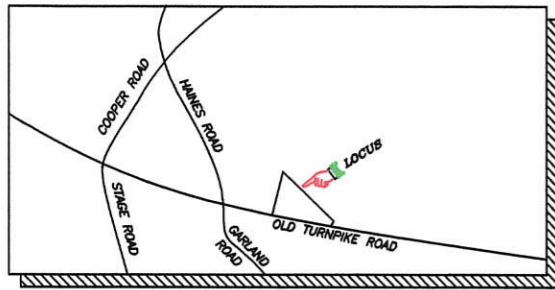 COOPER ROAD
HAINES ROAD
LOCUS
STAGE ROAD
GARLAND
ROAD
OLD TURNPIKE ROAD